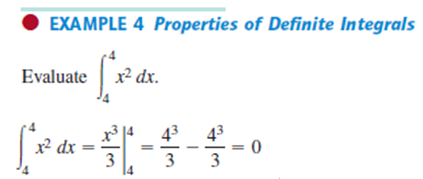 ● EXAMPLE 4 Properties of Definite Integrals
Evaluate ∫₄⁴ x² dx.
∫₄⁴ x² dx = x³/3 |₄⁴ = 4³/3 − 4³/3 = 0